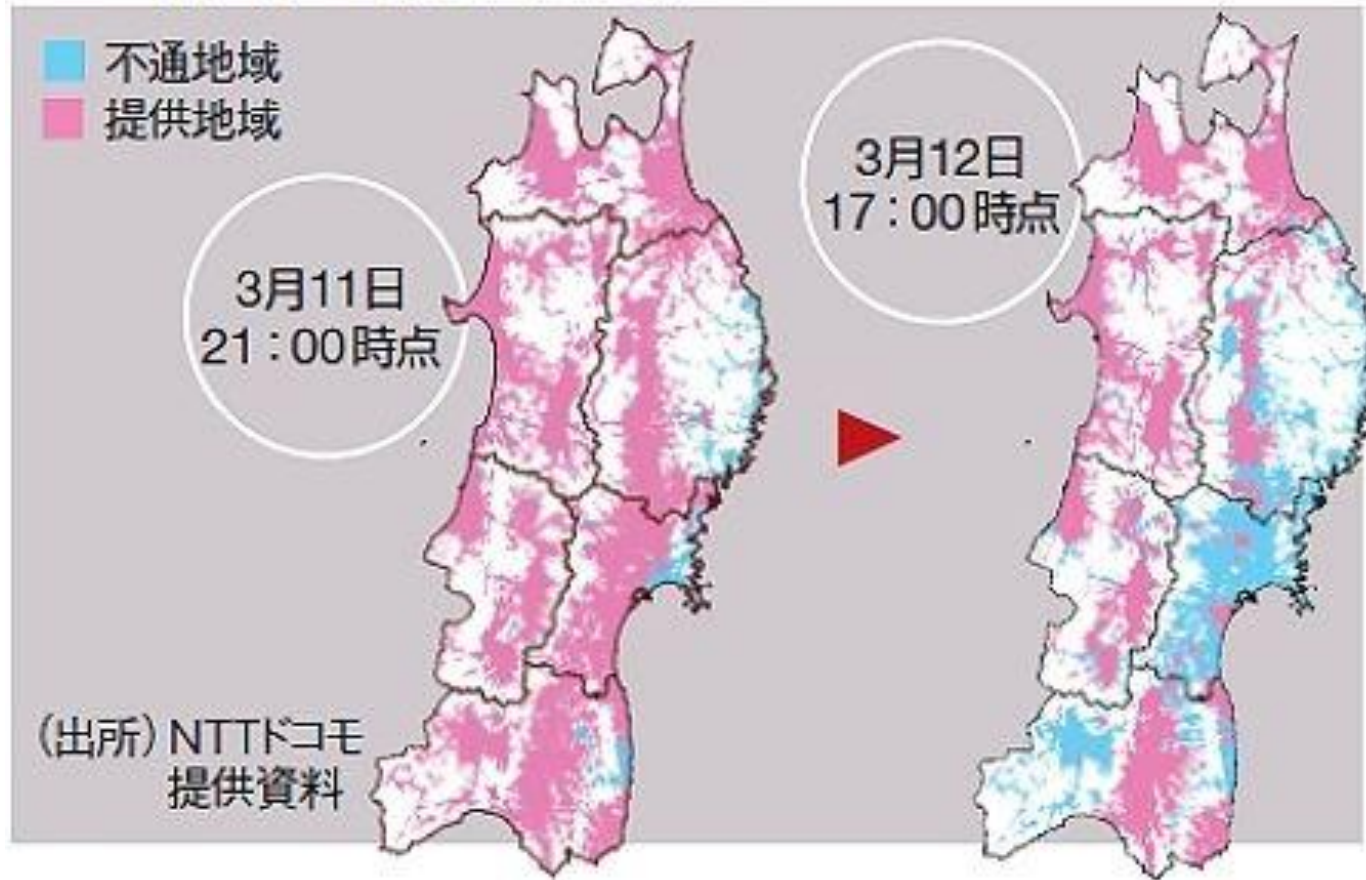 不通地域
提供地域
3月11日
21:00時点
3月12日
17:00時点
(出所)NTTドコモ
提供資料